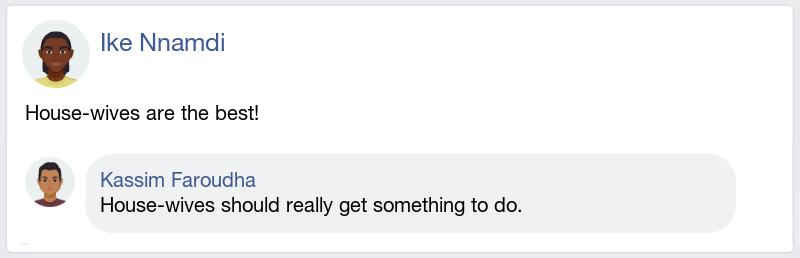 Ike Nnamdi
House-wives are the best!
Kassim Faroudha
House-wives should really get something to do.